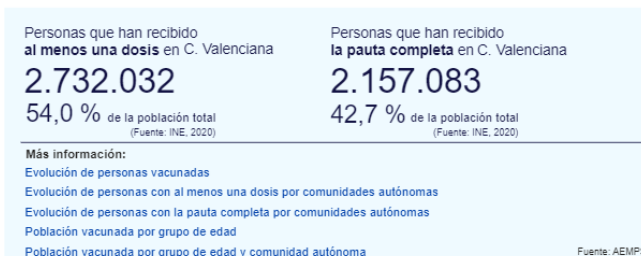 Personas que han recibido
al menos una dosis en C. Valenciana
2.732.032
54,0 % de la población total
(Fuente: INE, 2020)
Personas que han recibido
la pauta completa en C. Valenciana
2.157.083
42,7 % de la población total
(Fuente: INE, 2020)
Más información:
Evolución de personas vacunadas
Evolución de personas con al menos una dosis por comunidades autónomas
Evolución de personas con la pauta completa por comunidades autónomas
Población vacunada por grupo de edad
Población vacunada por grupo de edad y comunidad autónoma
Fuente: AEMPS